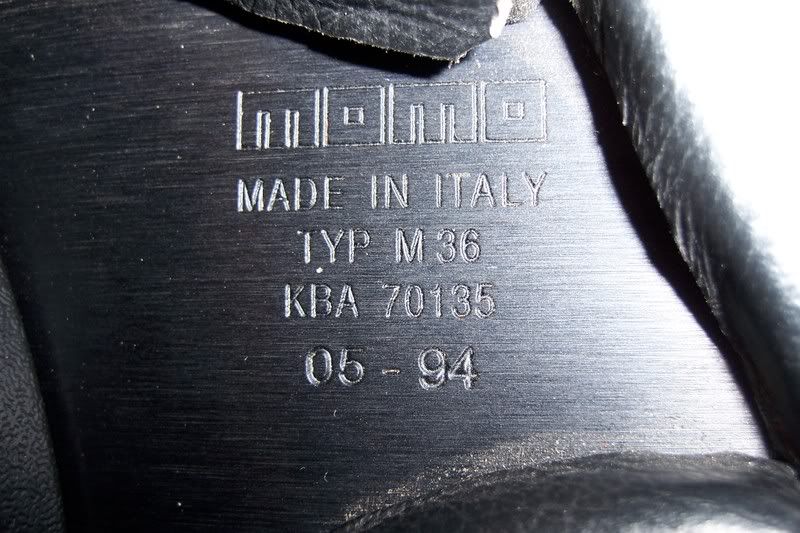 momo
MADE IN ITALY
TYP M 36
KBA 70135
05 - 94